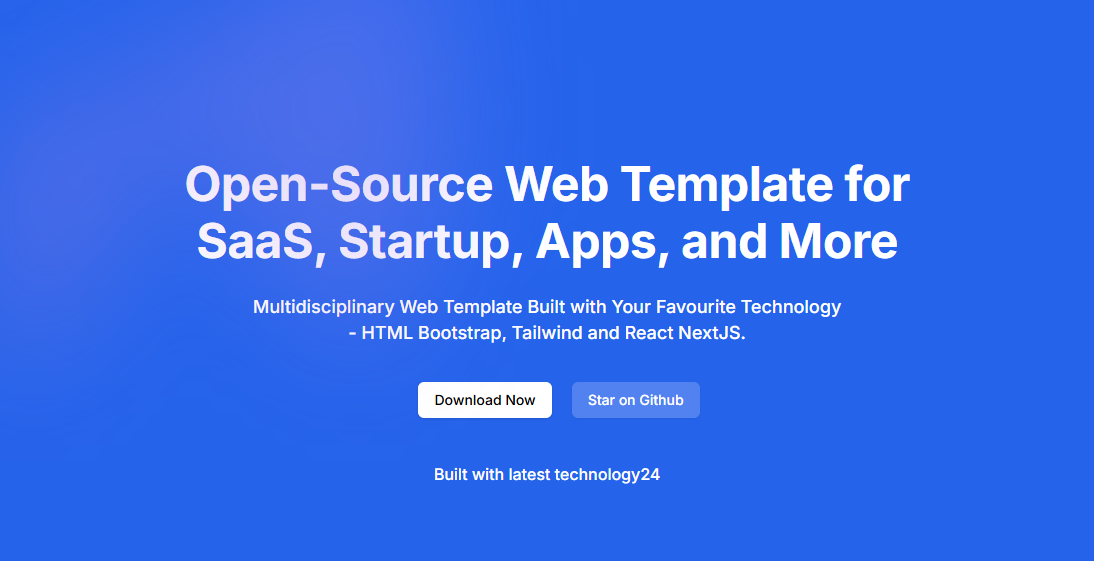 Open-Source Web Template for
SaaS, Startup, Apps, and More
Multidisciplinary Web Template Built with Your Favourite Technology
- HTML Bootstrap, Tailwind and React NextJS.
Download Now
Star on Github
Built with latest technology24